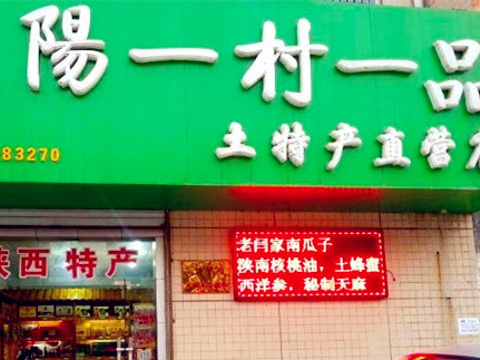 陽一村一品
土特产直营店
83270
陕西特产
老闫家南瓜子
陕南核桃油，土蜂蜜
西洋参，秘制天麻